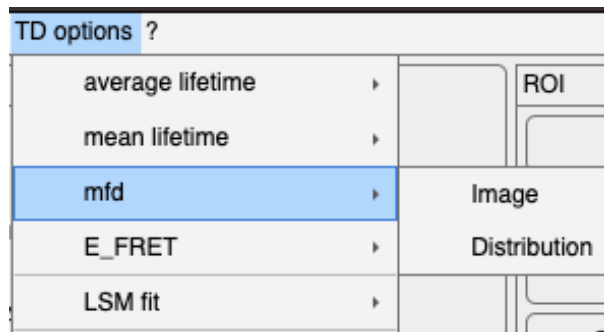 TD options ?
average lifetime
ROI
mean lifetime
mfd
Image
E_FRET
Distribution
LSM fit